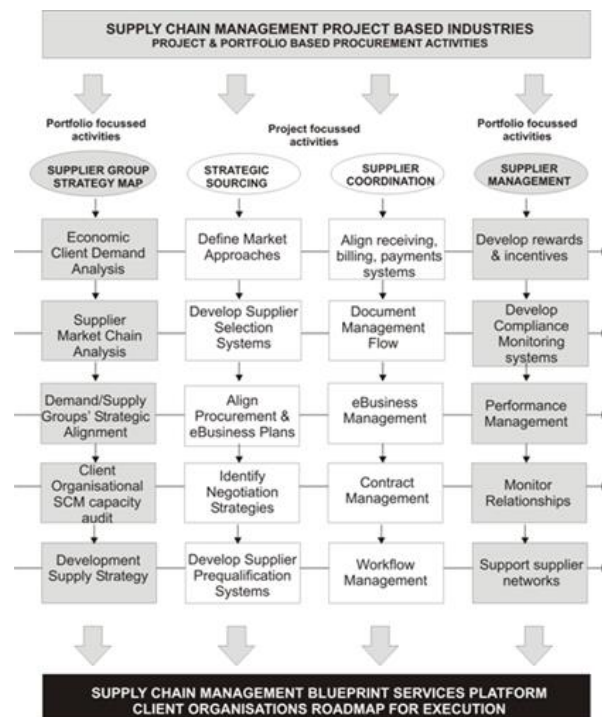 SUPPLY CHAIN MANAGEMENT PROJECT BASED INDUSTRIES
PROJECT & PORTFOLIO BASED PROCUREMENT ACTIVITIES
Portfolio focussed
activities
Project focussed
activities
Portfolio focussed
activities
SUPPLIER GROUP
STRATEGY MAP
STRATEGIC
SOURCING
SUPPLIER
COORDINATION
SUPPLIER
MANAGEMENT
Economic
Client Demand
Analysis
Define Market
Approaches
Align receiving,
billing, payments
systems
Develop rewards
& incentives
Supplier
Market Chain
Analysis
Develop Supplier
Selection
Systems
Document
Management
Flow
Develop
Compliance
Monitoring
systems
Demand/Supply
Groups' Strategic
Alignment
Align
Procurement &
eBusiness Plans
eBusiness
Management
Performance
Management
Client
Organisational
SCM capacity
audit
Identify
Negotiation
Strategies
Contract
Management
Monitor
Relationships
Development
Supply Strategy
Develop Supplier
Prequalification
Systems
Workflow
Management
Support supplier
networks
SUPPLY CHAIN MANAGEMENT BLUEPRINT SERVICES PLATFORM
CLIENT ORGANISATIONS ROADMAP FOR EXECUTION